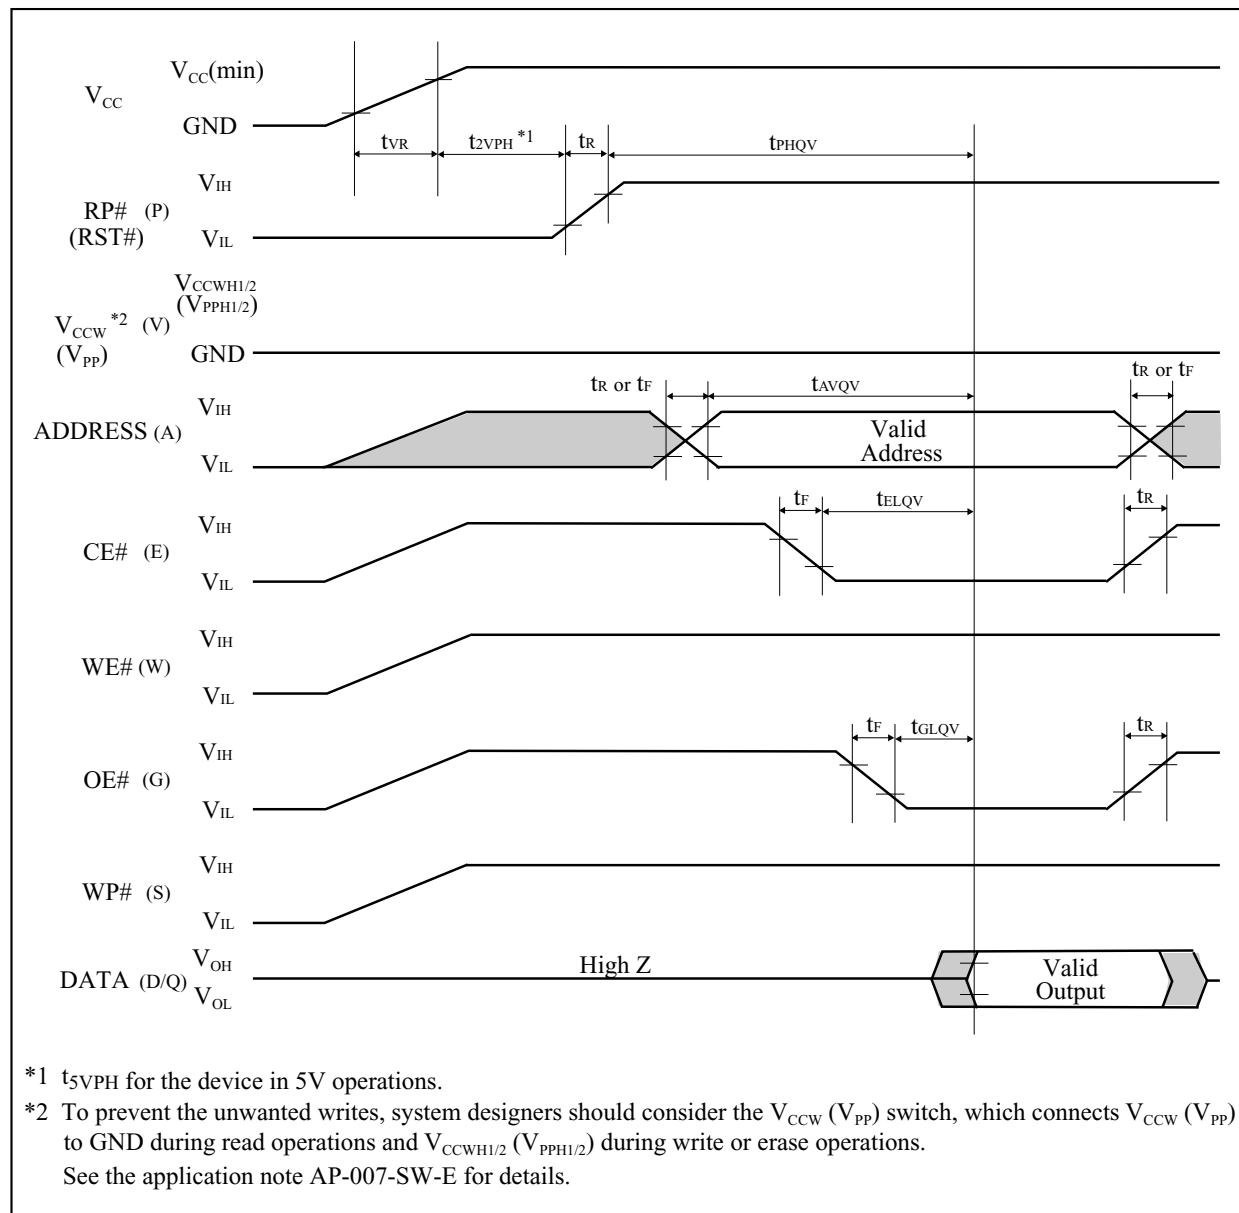 VCC(min)
VCC
GND
tVR
t2VPH *1
tR
tPHQV
VIH
RP# (P)
(RST#)
VIL
VCCWH1/2
(VPPH1/2)
VCCW *2 (V)
(VPP)
GND
tR or tF
tAVQV
tR or tF
VIH
ADDRESS (A)
Valid
Address
VIL
tF
tELQV
tR
VIH
CE# (E)
VIL
VIH
WE# (W)
VIL
tF
tGLQV
tR
VIH
OE# (G)
VIL
VIH
WP# (S)
VIL
VOH
High Z
DATA (D/Q)
Valid
Output
VOL
*1 t5VPH for the device in 5V operations.
*2 To prevent the unwanted writes, system designers should consider the VCCW (VPP) switch, which connects VCCW (VPP)
to GND during read operations and VCCWH1/2 (VPPH1/2) during write or erase operations.
See the application note AP-007-SW-E for details.